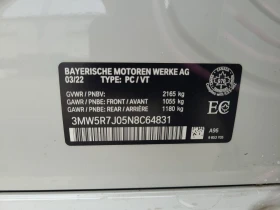 BAYERISCHE MOTOREN WERKE AG
03/22 TYPE: PC / VT
GVWR / PNBV: 2165 kg
GAWR / PNBE: FRONT / AVANT 1055 kg
GAWR / PNBE: REAR / ARRIERE 1180 kg
3MW5R7J05N8C64831
EC
A96